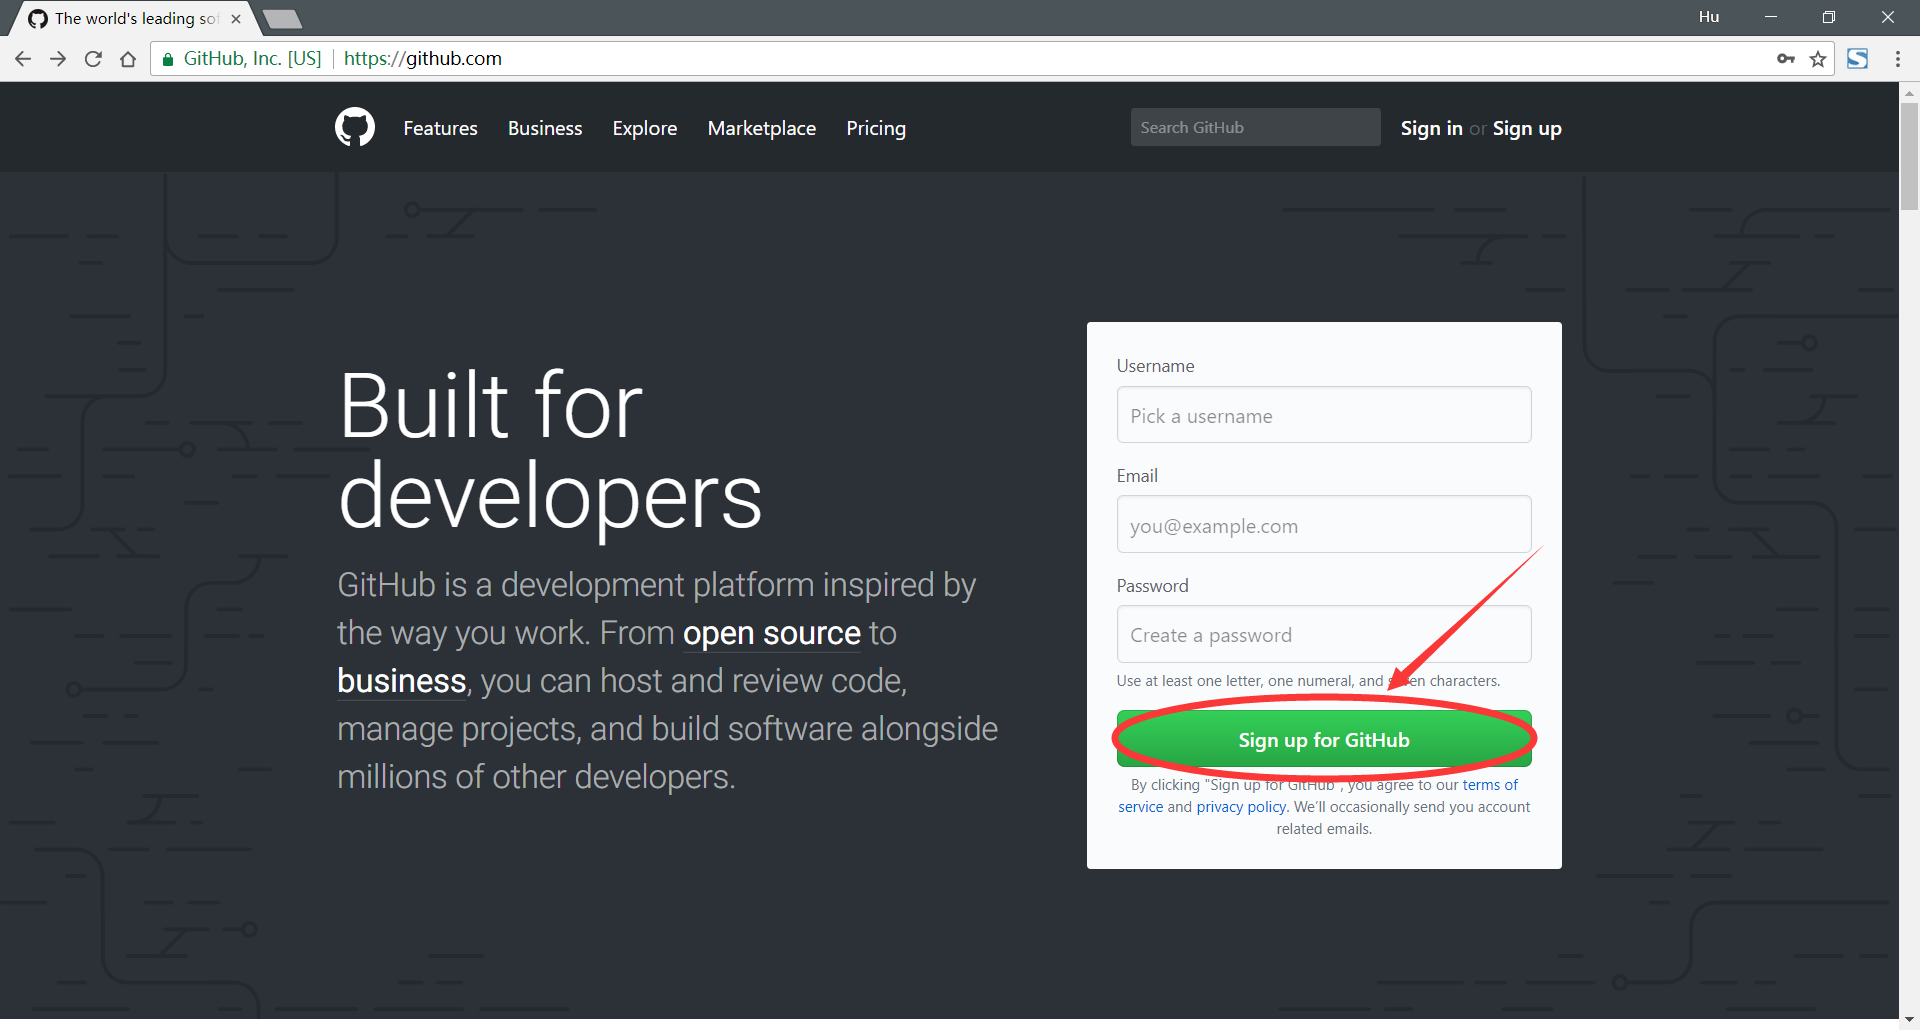 The world's leading so
Hu
GitHub, Inc. [US]
https://github.com
Features
Business
Explore
Marketplace
Pricing
Search GitHub
Sign in or Sign up
Built for
developers
GitHub is a development platform inspired by
the way you work. From open source to
business, you can host and review code,
manage projects, and build software alongside
millions of other developers.
Username
Pick a username
Email
you@example.com
Password
Create a password
Use at least one letter, one numeral, and seven characters.
Sign up for GitHub
By clicking "Sign up for GitHub", you agree to our terms of
service and privacy policy. We'll occasionally send you account
related emails.